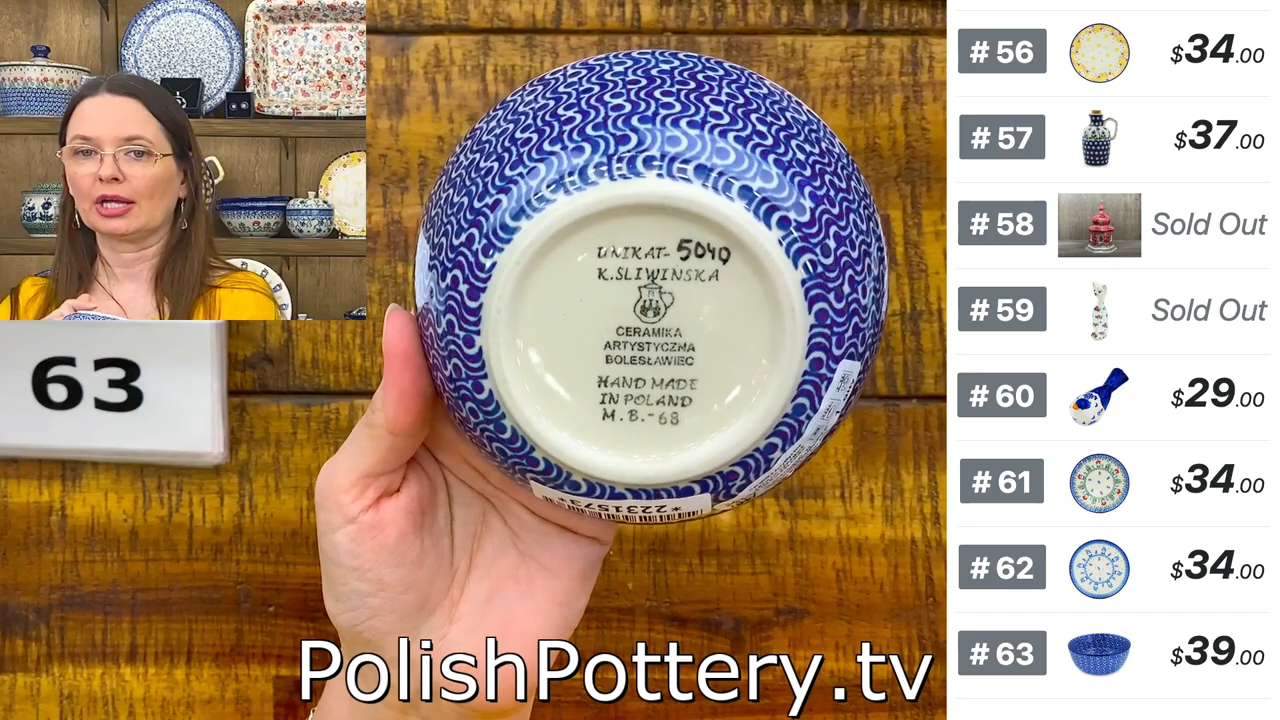 63
UNIKAT- 5040
K.SLIWINSKA
CERAMIKA
ARTYSTYCZNA
BOLESŁAWIEC
HAND MADE
IN POLAND
M.B.-68
PolishPottery.tv
# 56 $34.00
# 57 $37.00
# 58 Sold Out
# 59 Sold Out
# 60 $29.00
# 61 $34.00
# 62 $34.00
# 63 $39.00